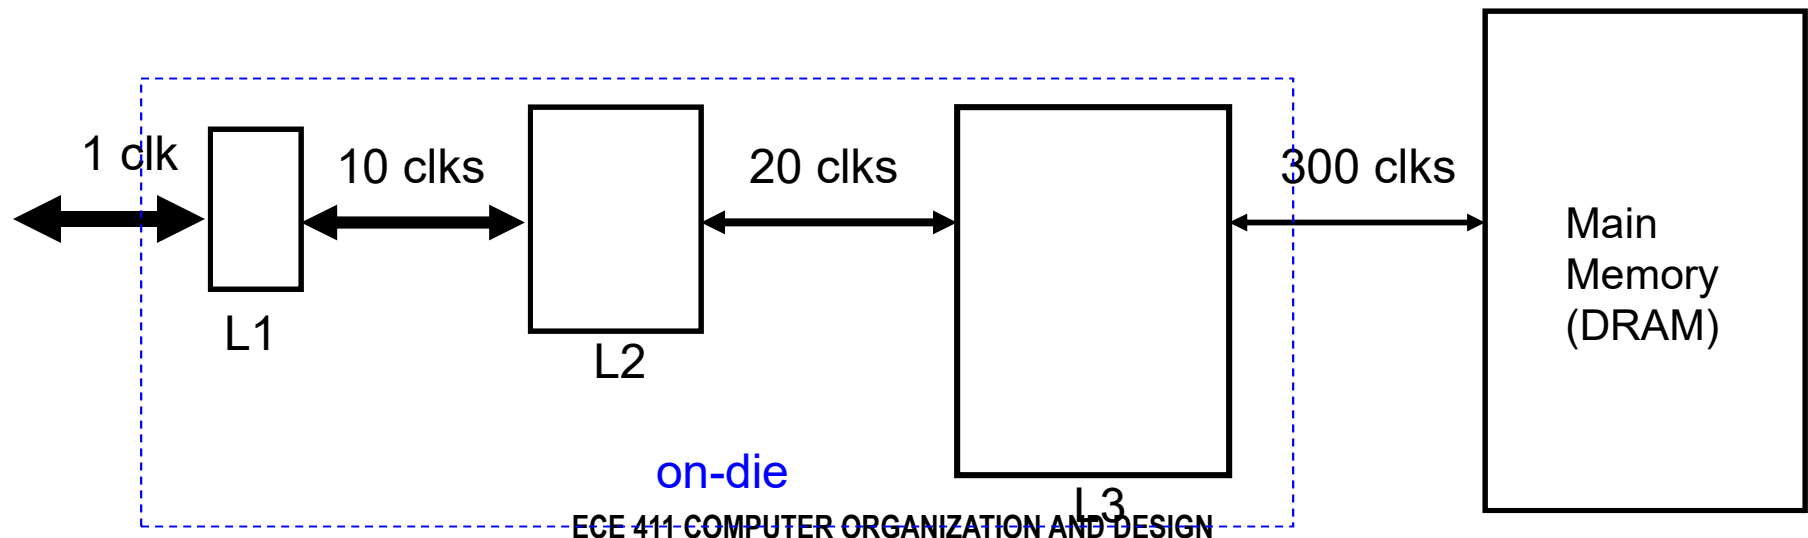 1 clk
10 clks
20 clks
300 clks
Main
Memory
(DRAM)
L1
L2
on-die
L3
ECE 411 COMPUTER ORGANIZATION AND DESIGN